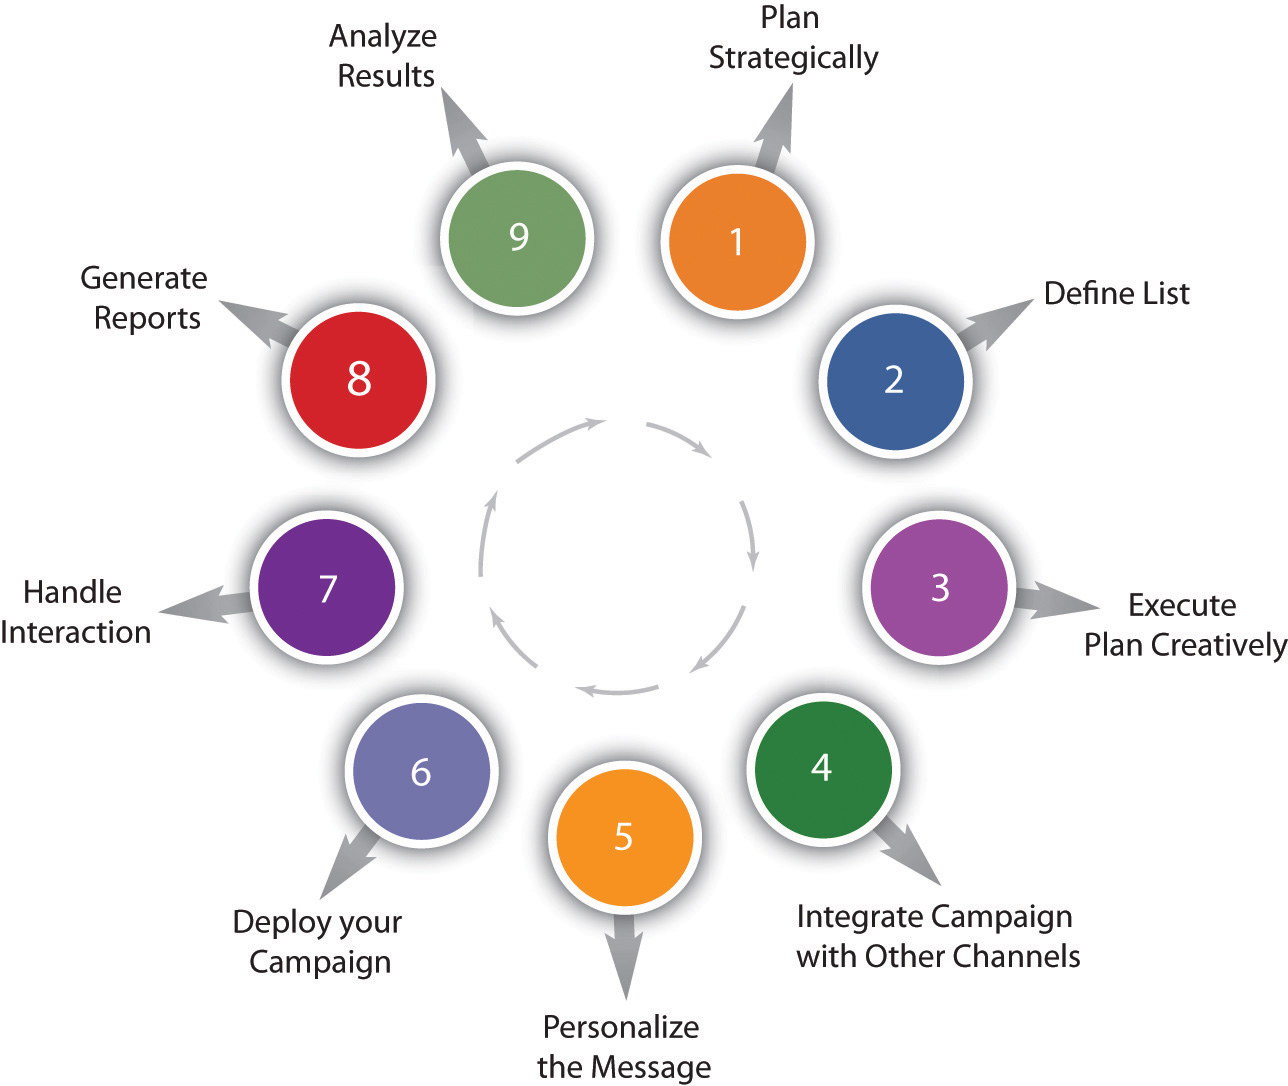 1
Plan
Strategically
2
Define List
3
Execute
Plan Creatively
4
Integrate Campaign
with Other Channels
5
Personalize
the Message
6
Deploy your
Campaign
7
Handle
Interaction
8
Generate
Reports
9
Analyze
Results